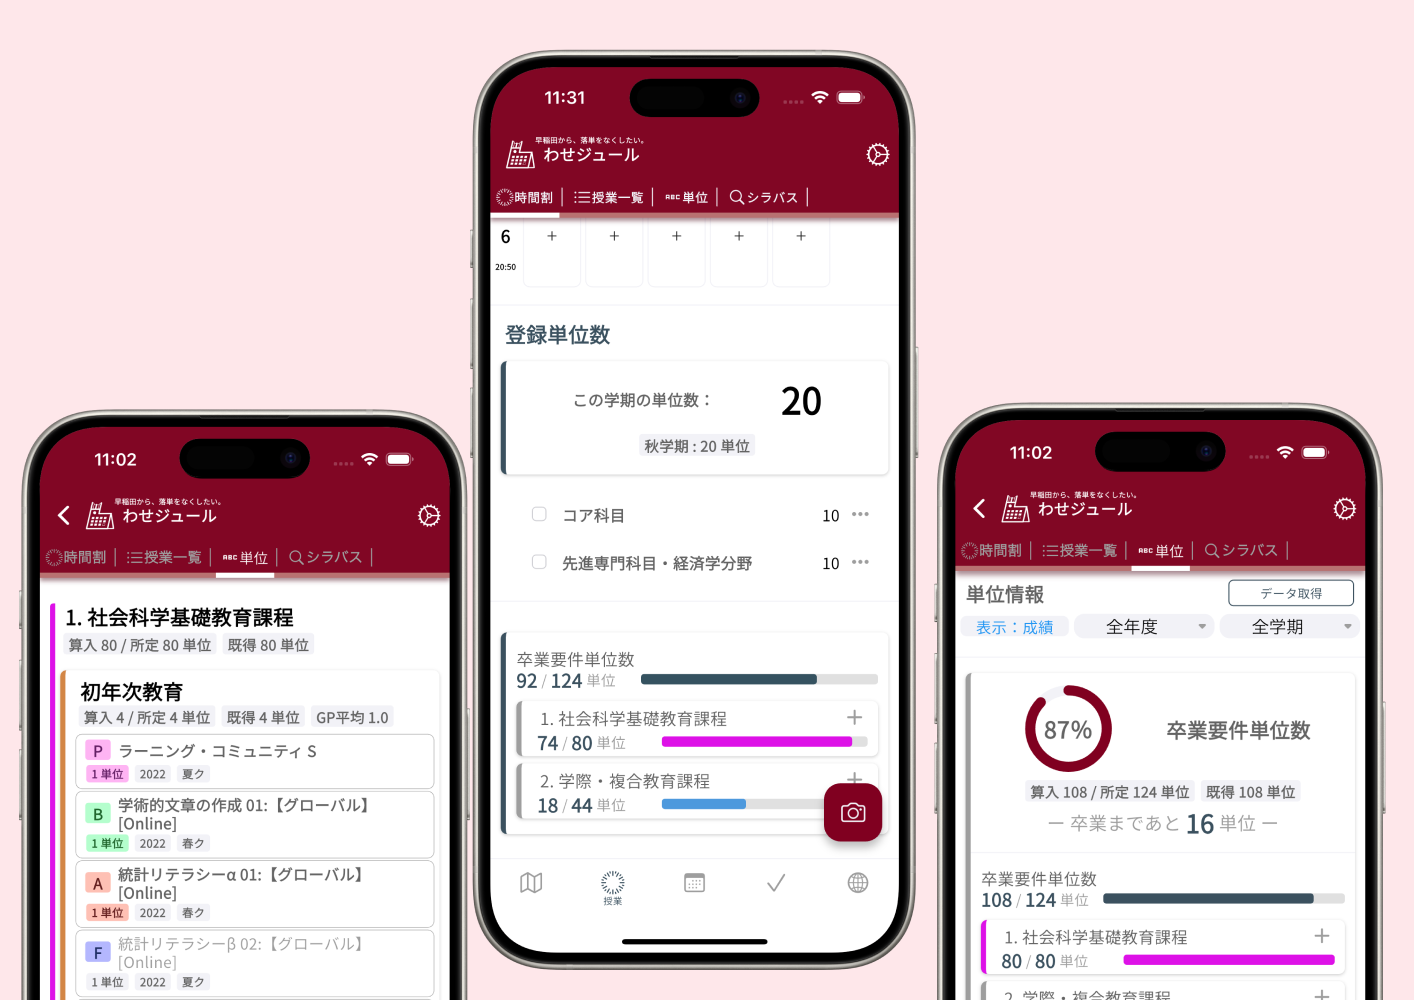 11:02
早稲田から、落単をなくしたい。
わせジュール
時間割
授業一覧
ABC 単位
シラバス
1. 社会科学基礎教育課程
算入 80 / 所定 80 単位
既得 80 単位
初年次教育
算入 4 / 所定 4 単位
既得 4 単位
GP平均 1.0
P
ラーニング・コミュニティ S
1 単位
2022
夏ク
B
学術的文章の作成 01:【グローバル】
[Online]
1 単位
2022
春ク
A
統計リテラシーα 01:【グローバル】
[Online]
1 単位
2022
春ク
F
統計リテラシーβ 02:【グローバル】
[Online]
1 単位
2022
夏ク
11:31
早稲田から、落単をなくしたい。
わせジュール
時間割
授業一覧
ABC 単位
シラバス
6
+ + + + +
20:50
登録単位数
この学期の単位数：
20
秋学期 : 20 単位
コア科目
10
先進専門科目・経済学分野
10
卒業要件単位数
92 / 124 単位
1. 社会科学基礎教育課程
74 / 80 単位
2. 学際・複合教育課程
18 / 44 単位
授業
11:02
早稲田から、落単をなくしたい。
わせジュール
時間割
授業一覧
ABC 単位
シラバス
単位情報
データ取得
表示：成績
全年度
全学期
87%
卒業要件単位数
算入 108 / 所定 124 単位
既得 108 単位
ー 卒業まであと 16 単位 ー
卒業要件単位数
108 / 124 単位
1. 社会科学基礎教育課程
80 / 80 単位
2. 学際・複合教育課程